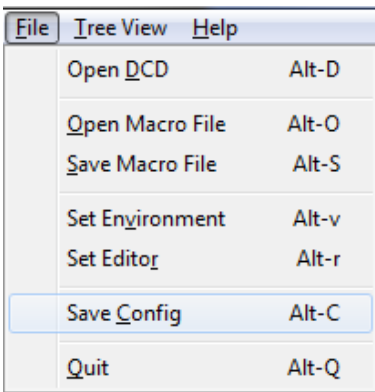 File Tree View Help
Open DCD Alt-D
Open Macro File Alt-O
Save Macro File Alt-S
Set Environment Alt-v
Set Editor Alt-r
Save Config Alt-C
Quit Alt-Q